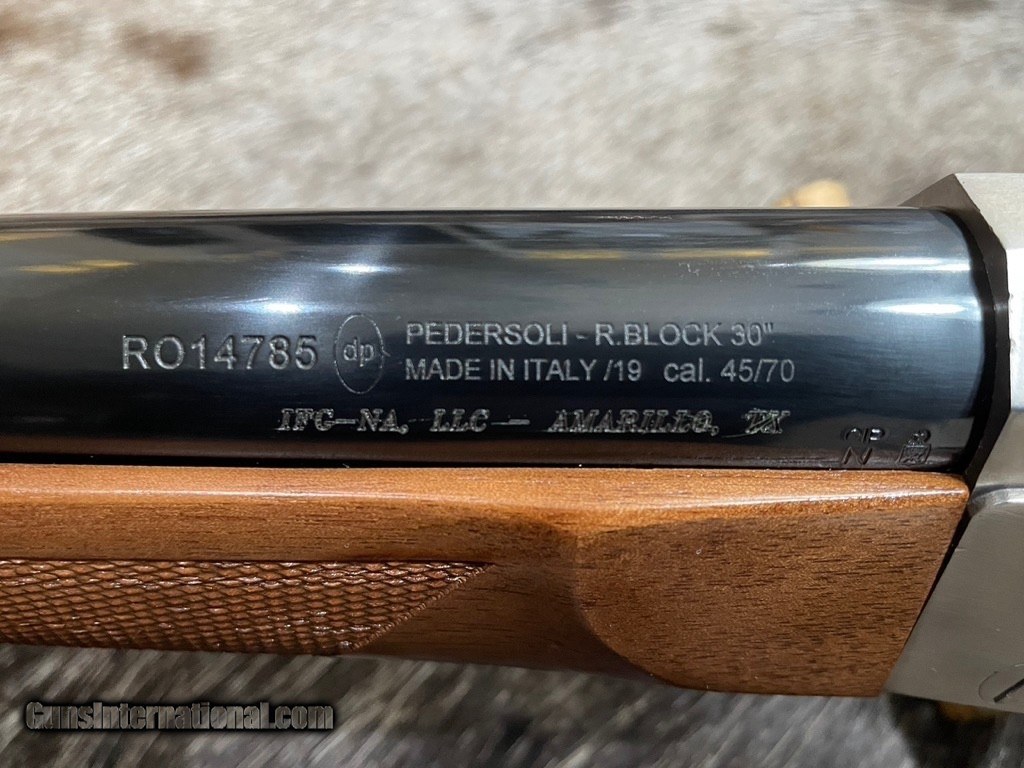 RO14785 dp PEDERSOLI - R.BLOCK 30"
MADE IN ITALY /19 cal. 45/70
IFG-NA, LLC — AMARILLO, TX
GunsInternational.com